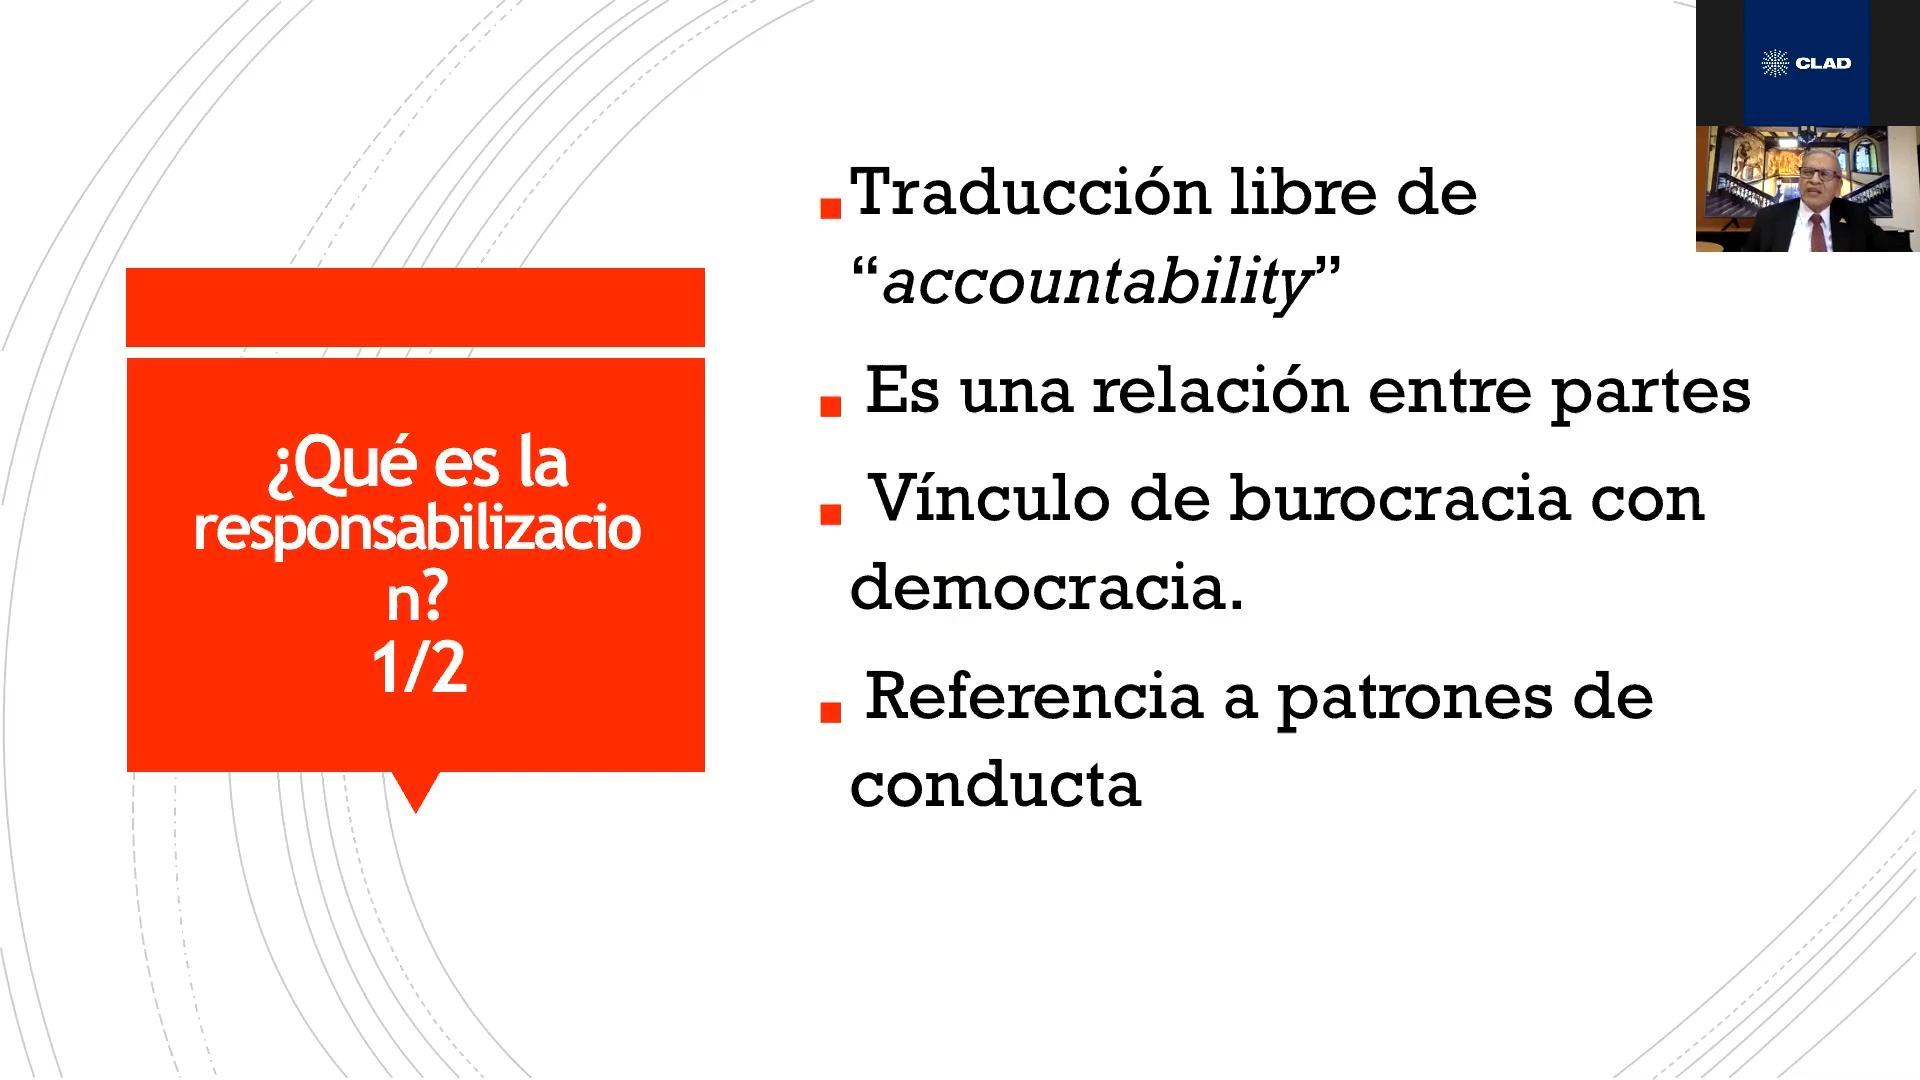 ¿Qué es la
responsabilizacio
n?
1/2
Traducción libre de
“accountability”
Es una relación entre partes
Vínculo de burocracia con
democracia.
Referencia a patrones de
conducta
CLAD